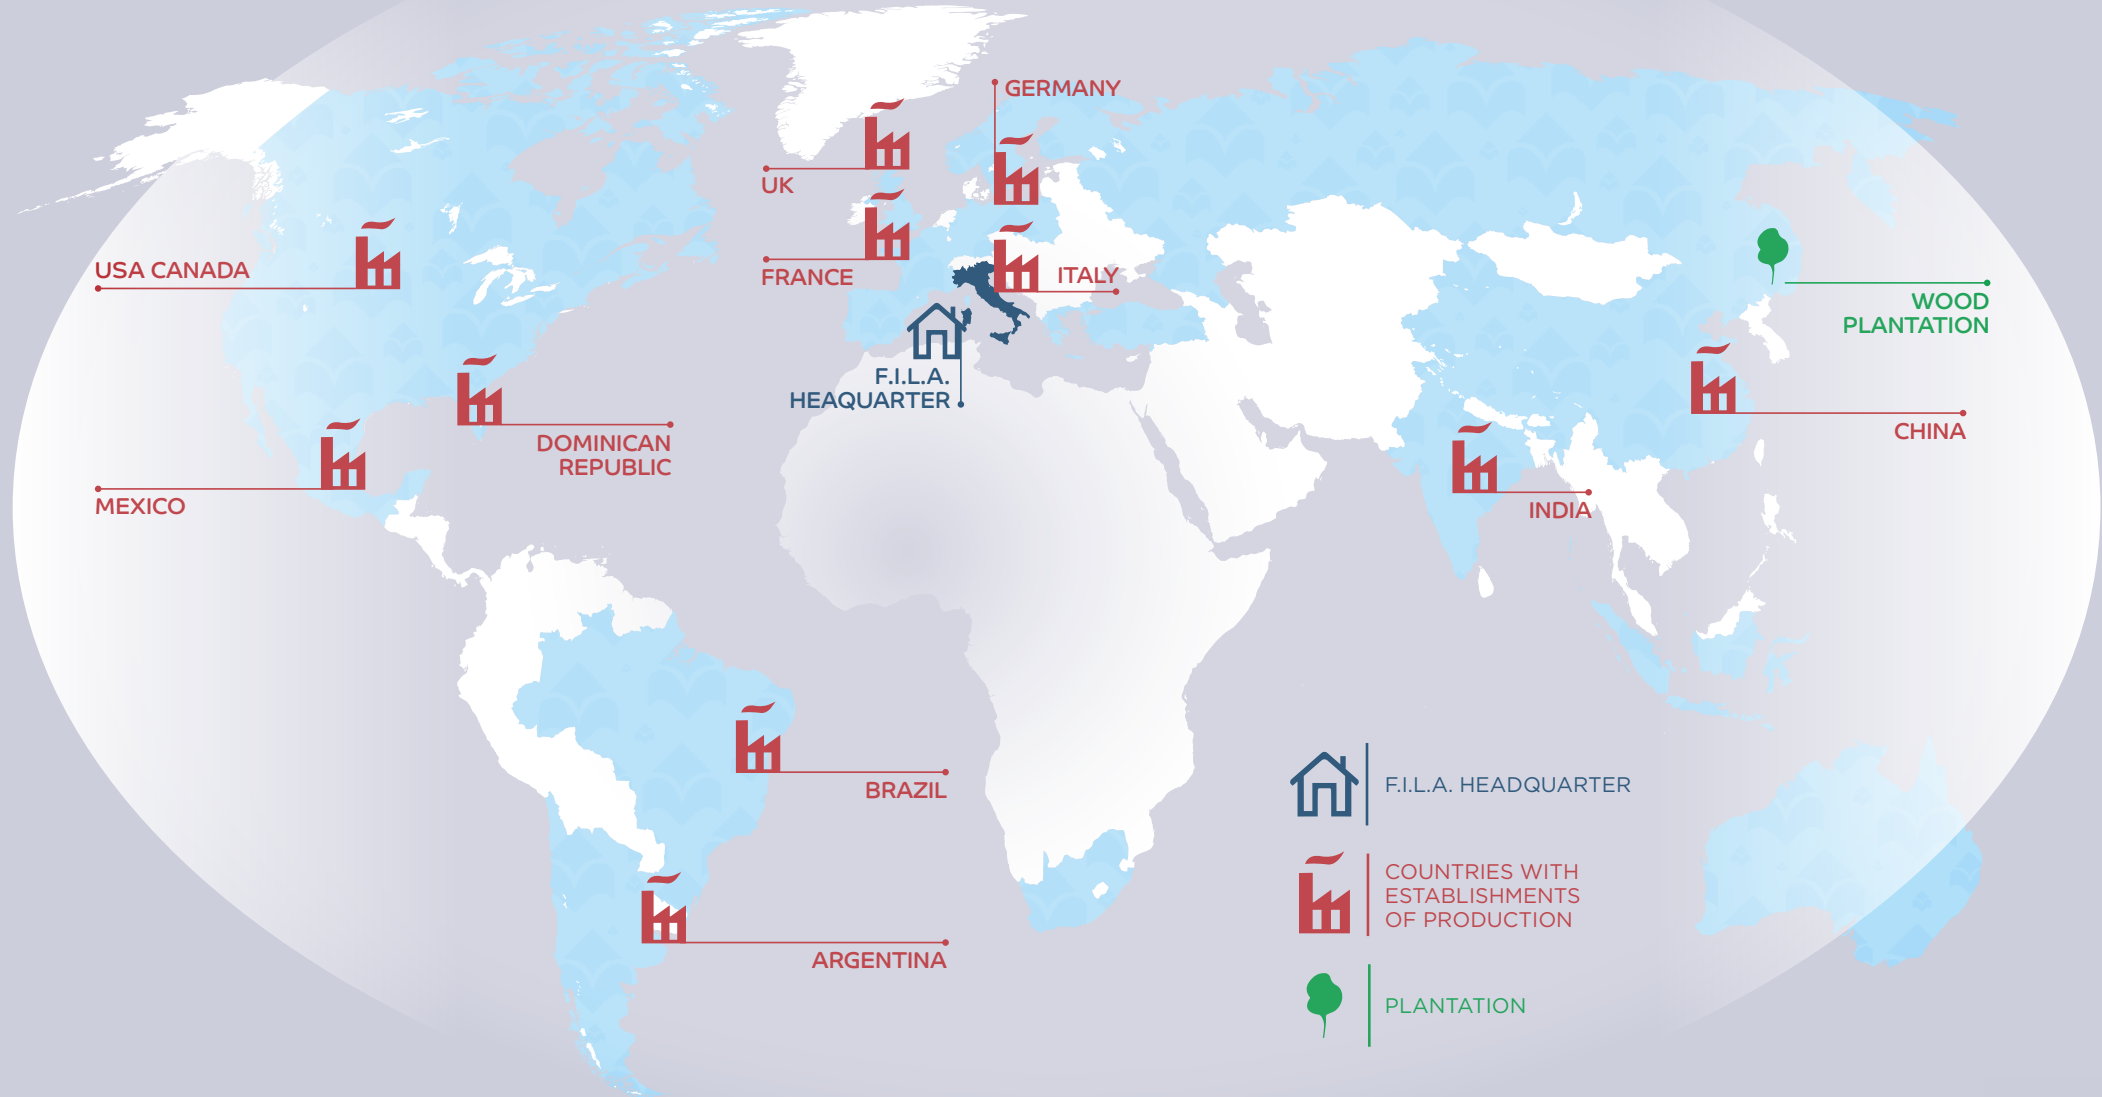 GERMANY
UK
USA CANADA
FRANCE
ITALY
WOOD
PLANTATION
F.I.L.A.
HEAQUARTER
CHINA
DOMINICAN
REPUBLIC
MEXICO
INDIA
BRAZIL
ARGENTINA
F.I.L.A. HEADQUARTER
COUNTRIES WITH
ESTABLISHMENTS
OF PRODUCTION
PLANTATION